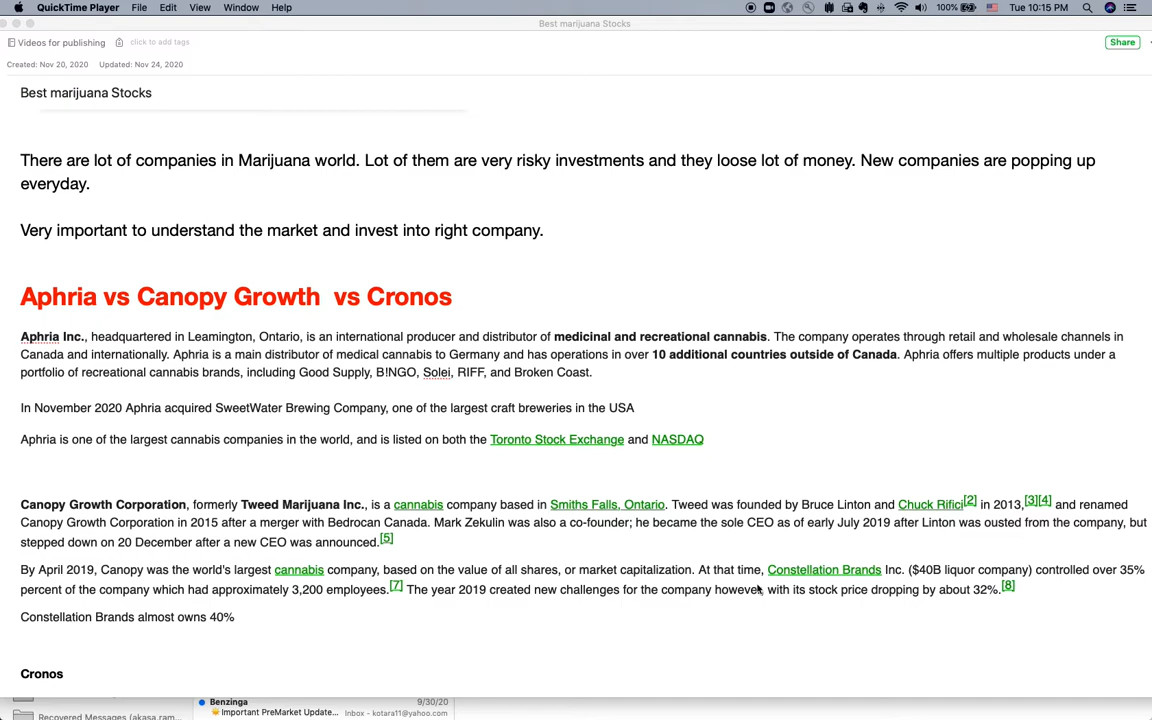 QuickTime Player File Edit View Window Help 100% Tue 10:15 PM
Best marijuana Stocks
Videos for publishing click to add tags Share
Created: Nov 20, 2020 Updated: Nov 24, 2020
Best marijuana Stocks
There are lot of companies in Marijuana world. Lot of them are very risky investments and they loose lot of money. New companies are popping up
everyday.
Very important to understand the market and invest into right company.
Aphria vs Canopy Growth vs Cronos
Aphria Inc., headquartered in Leamington, Ontario, is an international producer and distributor of medicinal and recreational cannabis. The company operates through retail and wholesale channels in
Canada and internationally. Aphria is a main distributor of medical cannabis to Germany and has operations in over 10 additional countries outside of Canada. Aphria offers multiple products under a
portfolio of recreational cannabis brands, including Good Supply, B!NGO, Solei, RIFF, and Broken Coast.
In November 2020 Aphria acquired SweetWater Brewing Company, one of the largest craft breweries in the USA
Aphria is one of the largest cannabis companies in the world, and is listed on both the Toronto Stock Exchange and NASDAQ
Canopy Growth Corporation, formerly Tweed Marijuana Inc., is a cannabis company based in Smiths Falls, Ontario. Tweed was founded by Bruce Linton and Chuck Rifici[2] in 2013,[3][4] and renamed
Canopy Growth Corporation in 2015 after a merger with Bedrocan Canada. Mark Zekulin was also a co-founder; he became the sole CEO as of early July 2019 after Linton was ousted from the company, but
stepped down on 20 December after a new CEO was announced.[5]
By April 2019, Canopy was the world's largest cannabis company, based on the value of all shares, or market capitalization. At that time, Constellation Brands Inc. ($40B liquor company) controlled over 35%
percent of the company which had approximately 3,200 employees.[7] The year 2019 created new challenges for the company however with its stock price dropping by about 32%.[8]
Constellation Brands almost owns 40%
Cronos
Benzinga 9/30/20
Important PreMarket Update... Inbox - kotara11@yahoo.com
Recovered Messages (akasa.ram...